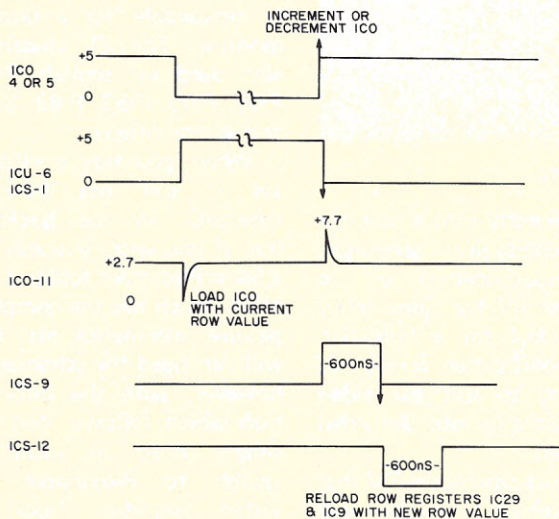 INCREMENT OR
DECREMENT ICO
+5
ICO
4 OR 5
0
+5
ICU-6
ICS-1
0
+7.7
+2.7
ICO-11
0
LOAD ICO
WITH CURRENT
ROW VALUE
-600nS-
ICS-9
ICS-12
-600nS-
RELOAD ROW REGISTERS IC29
& IC9 WITH NEW ROW VALUE